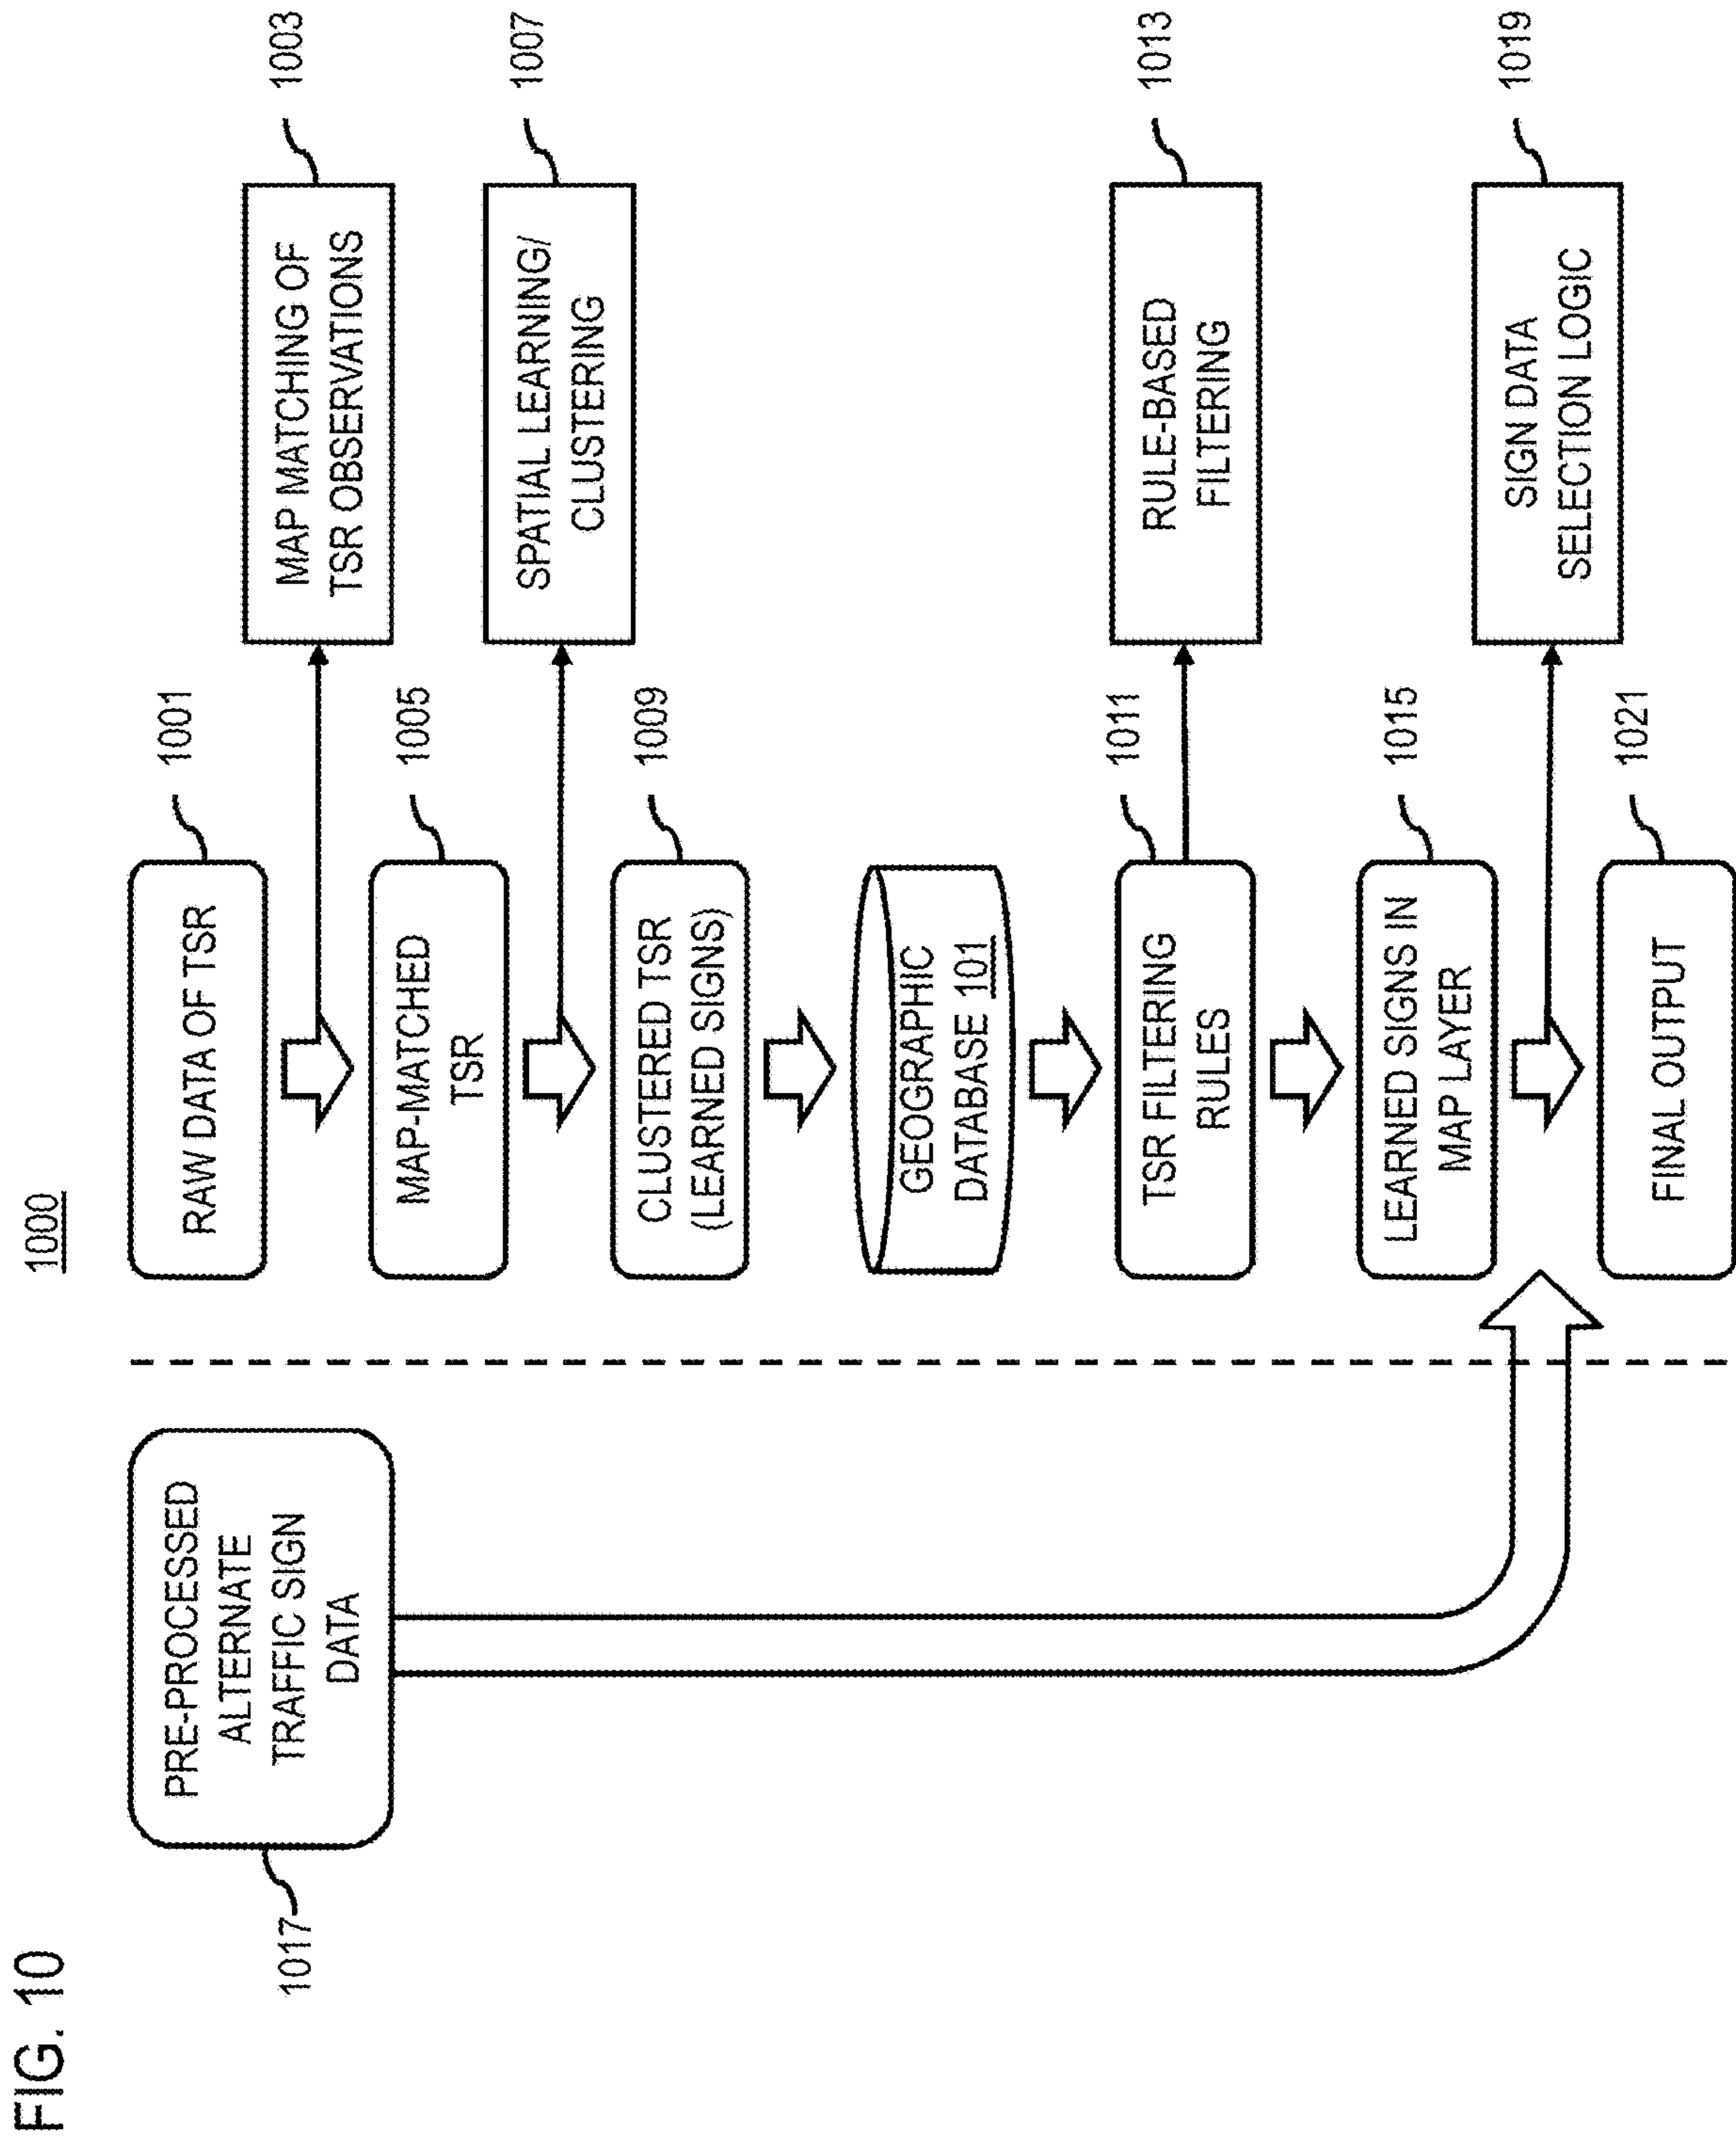 FIG. 10
1000
PRE-PROCESSED
ALTERNATE
TRAFFIC SIGN
DATA
1017
RAW DATA OF TSR
1001
MAP MATCHING OF
TSR OBSERVATIONS
1003
MAP-MATCHED
TSR
1005
SPATIAL LEARNING/
CLUSTERING
1007
CLUSTERED TSR
(LEARNED SIGNS)
1009
GEOGRAPHIC
DATABASE 101
TSR FILTERING
RULES
1011
RULE-BASED
FILTERING
1013
LEARNED SIGNS IN
MAP LAYER
1015
SIGN DATA
SELECTION LOGIC
1019
FINAL OUTPUT
1021